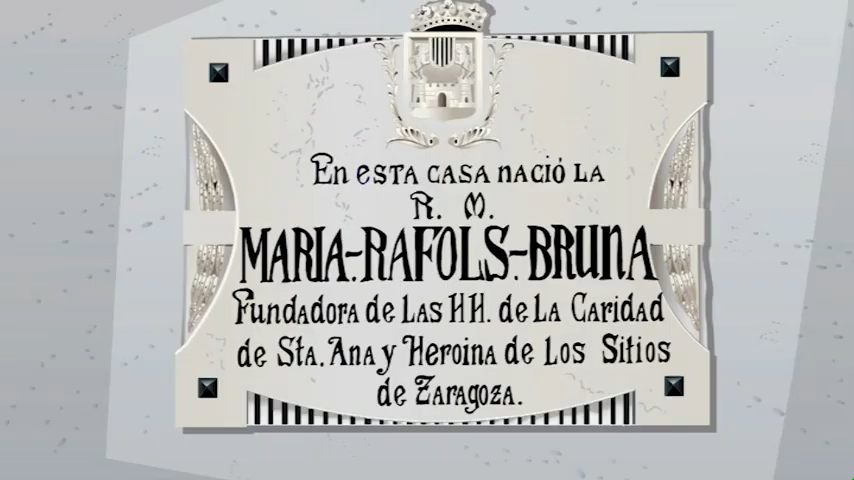 En esta casa nació la
R. M.
MARIA-RAFOLS-BRUNA
Fundadora de Las HH. de La Caridad
de Sta. Ana y Heroina de Los Sitios
de Zaragoza.